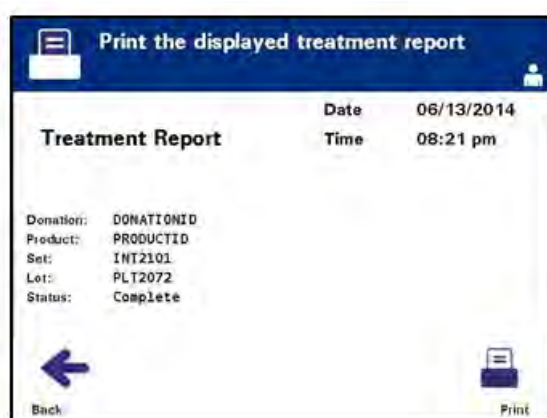 Print the displayed treatment report
Date 06/13/2014
Treatment Report Time 08:21 pm
Donation: DONATIONID
Product: PRODUCTID
Set: INT2101
Lot: PLT2072
Status: Complete
Back Print